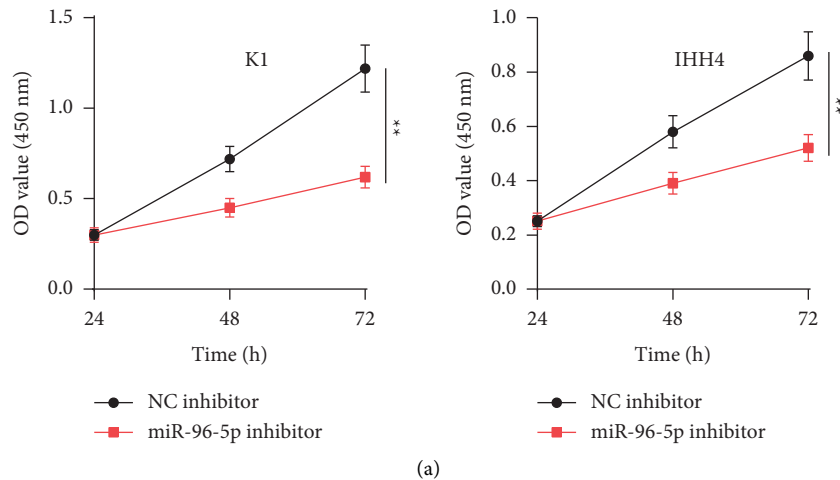 K1
OD value (450 nm)
1.5
1.0
0.5
0.0
24
48
72
Time (h)
**
NC inhibitor
miR-96-5p inhibitor
IHH4
OD value (450 nm)
1.0
0.8
0.6
0.4
0.2
0.0
24
48
72
Time (h)
**
NC inhibitor
miR-96-5p inhibitor
(a)